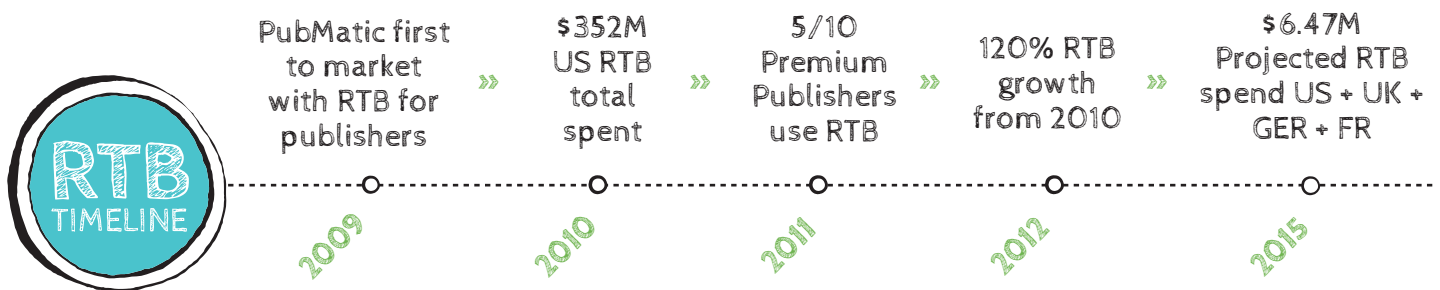 RTB
TIMELINE
PubMatic first
to market
with RTB for
publishers
2009
»
$352M
US RTB
total
spent
2010
»
5/10
Premium
Publishers
use RTB
2011
»
120% RTB
growth
from 2010
2012
»
$6.47M
Projected RTB
spend US + UK +
GER + FR
2015